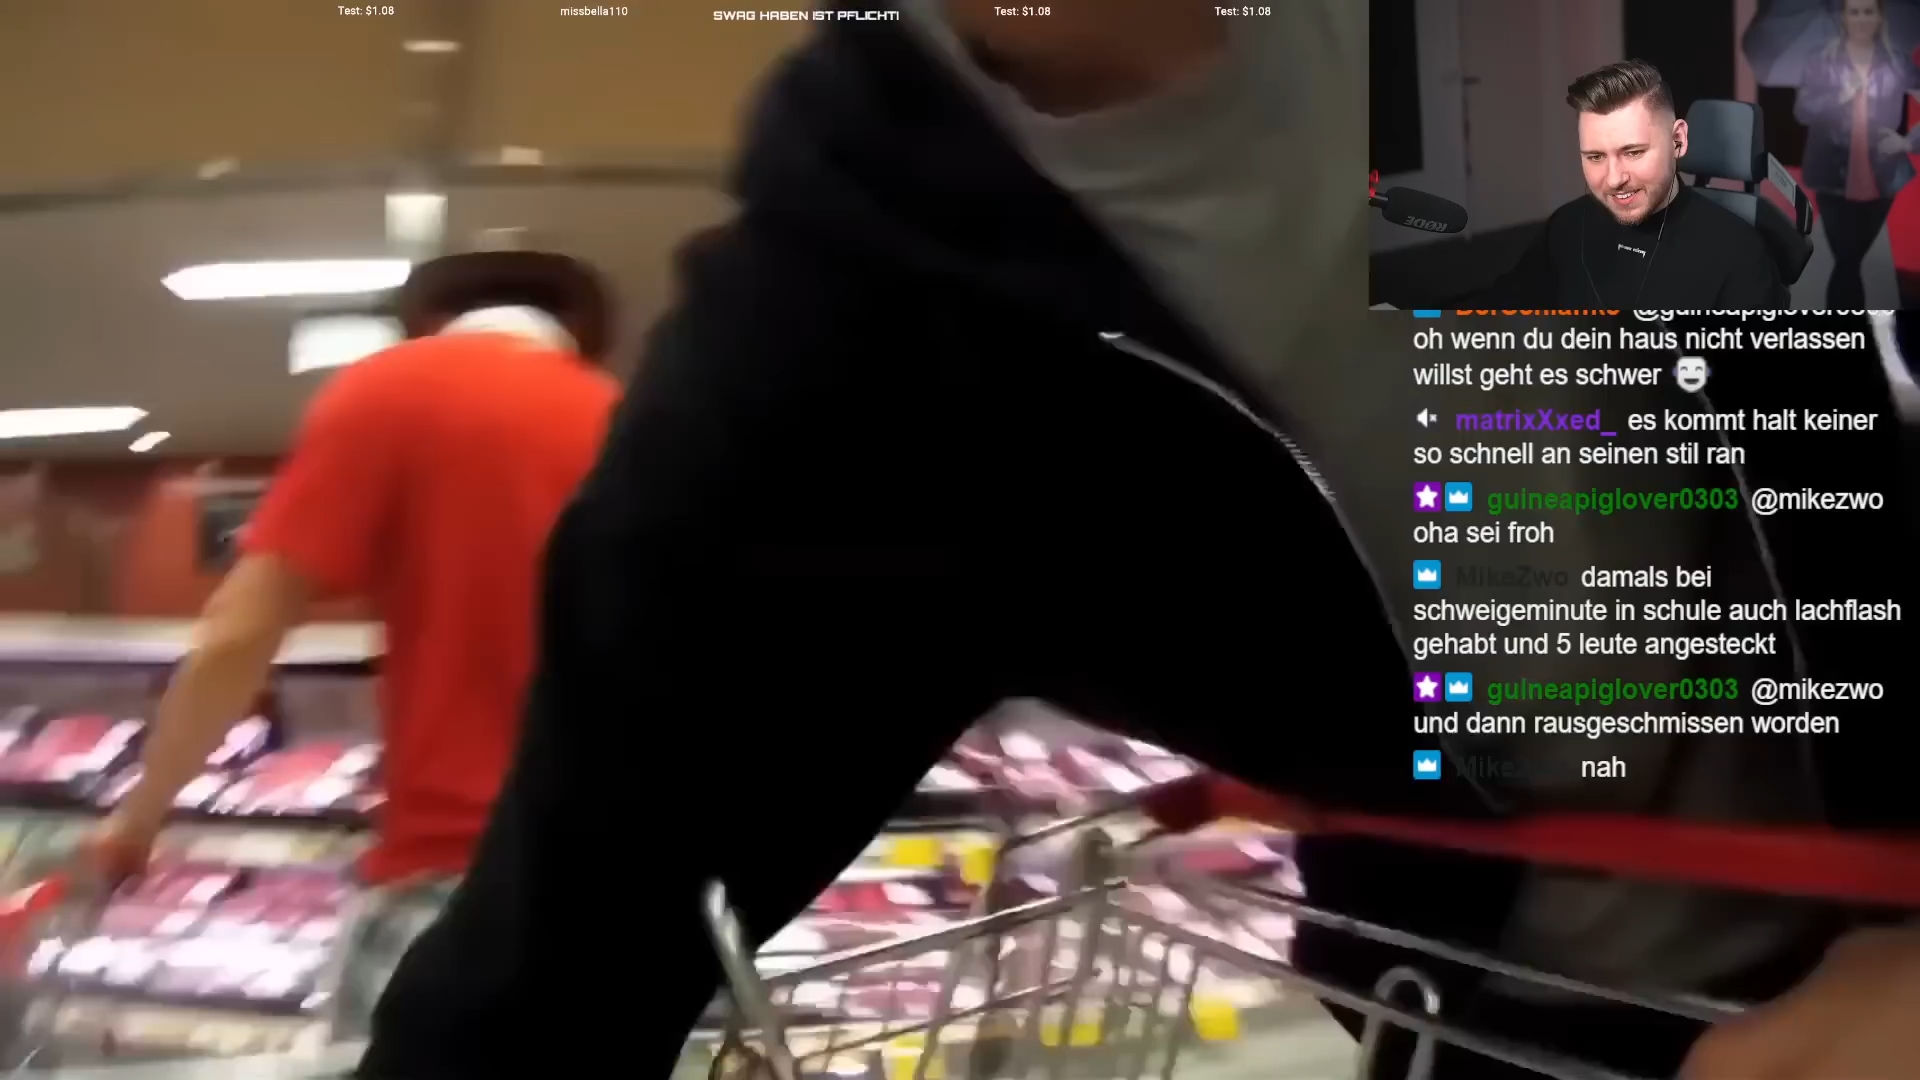 Test: $1.08
missbella110
SWAG HABEN IST PFLICHT!
Test: $1.08
Test: $1.08
RØDE
oh wenn du dein haus nicht verlassen
willst geht es schwer
matrixXxed_ es kommt halt keiner
so schnell an seinen stil ran
guineapiglover0303 @mikezwo
oha sei froh
MikeZwo damals bei
schweigeminute in schule auch lachflash
gehabt und 5 leute angesteckt
guineapiglover0303 @mikezwo
und dann rausgeschmissen worden
MikeZwo nah